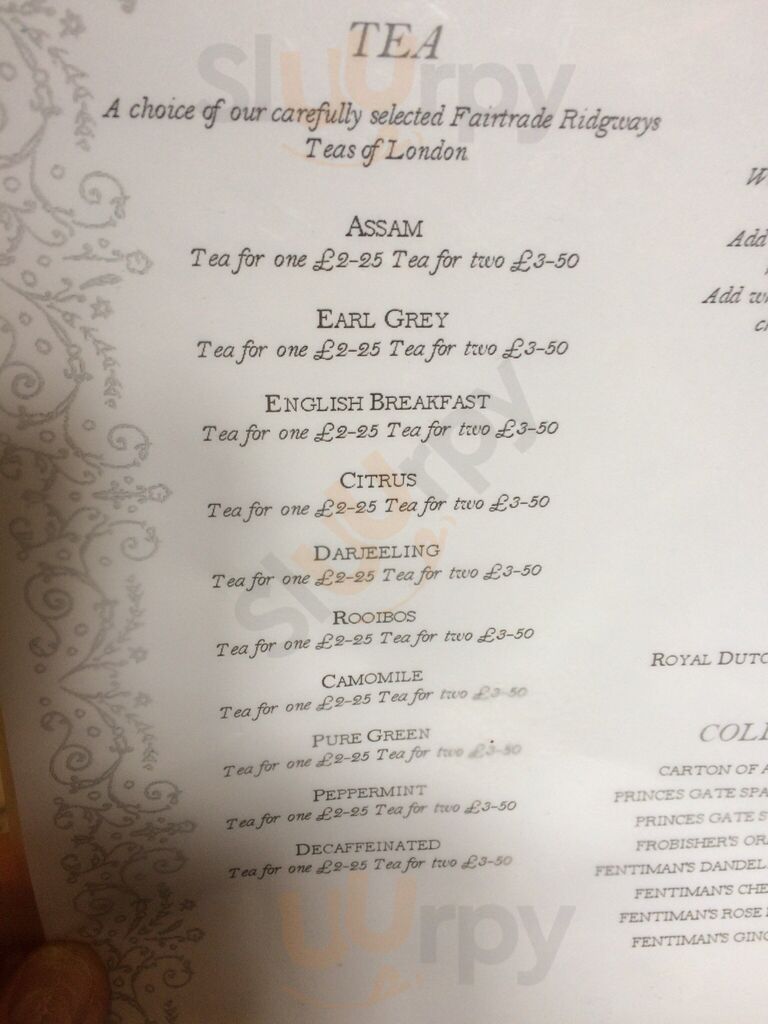 TEA
A choice of our carefully selected Fairtrade Ridgways
Teas of London
ASSAM
Tea for one £2-25 Tea for two £3-50
EARL GREY
Tea for one £2-25 Tea for two £3-50
ENGLISH BREAKFAST
Tea for one £2-25 Tea for two £3-50
CITRUS
Tea for one £2-25 Tea for two £3-50
DARJEELING
Tea for one £2-25 Tea for two £3-50
ROOIBOS
Tea for one £2-25 Tea for two £3-50
CAMOMILE
Tea for one £2-25 Tea for two £3-50
PURE GREEN
Tea for one £2-25 Tea for two £3-50
PEPPERMINT
Tea for one £2-25 Tea for two £3-50
DECAFFEINATED
Tea for one £2-25 Tea for two £3-50
W
Add
Add
ROYAL
CARTON OF
PRINCES GATE
PRINCES GATE
FROBISHER'S
FENTIMAN'S
FENTIMAN'S
FENTIMAN'S ROSE
FENTIMAN'S
Sluurpy
Sluurpy
uurpy